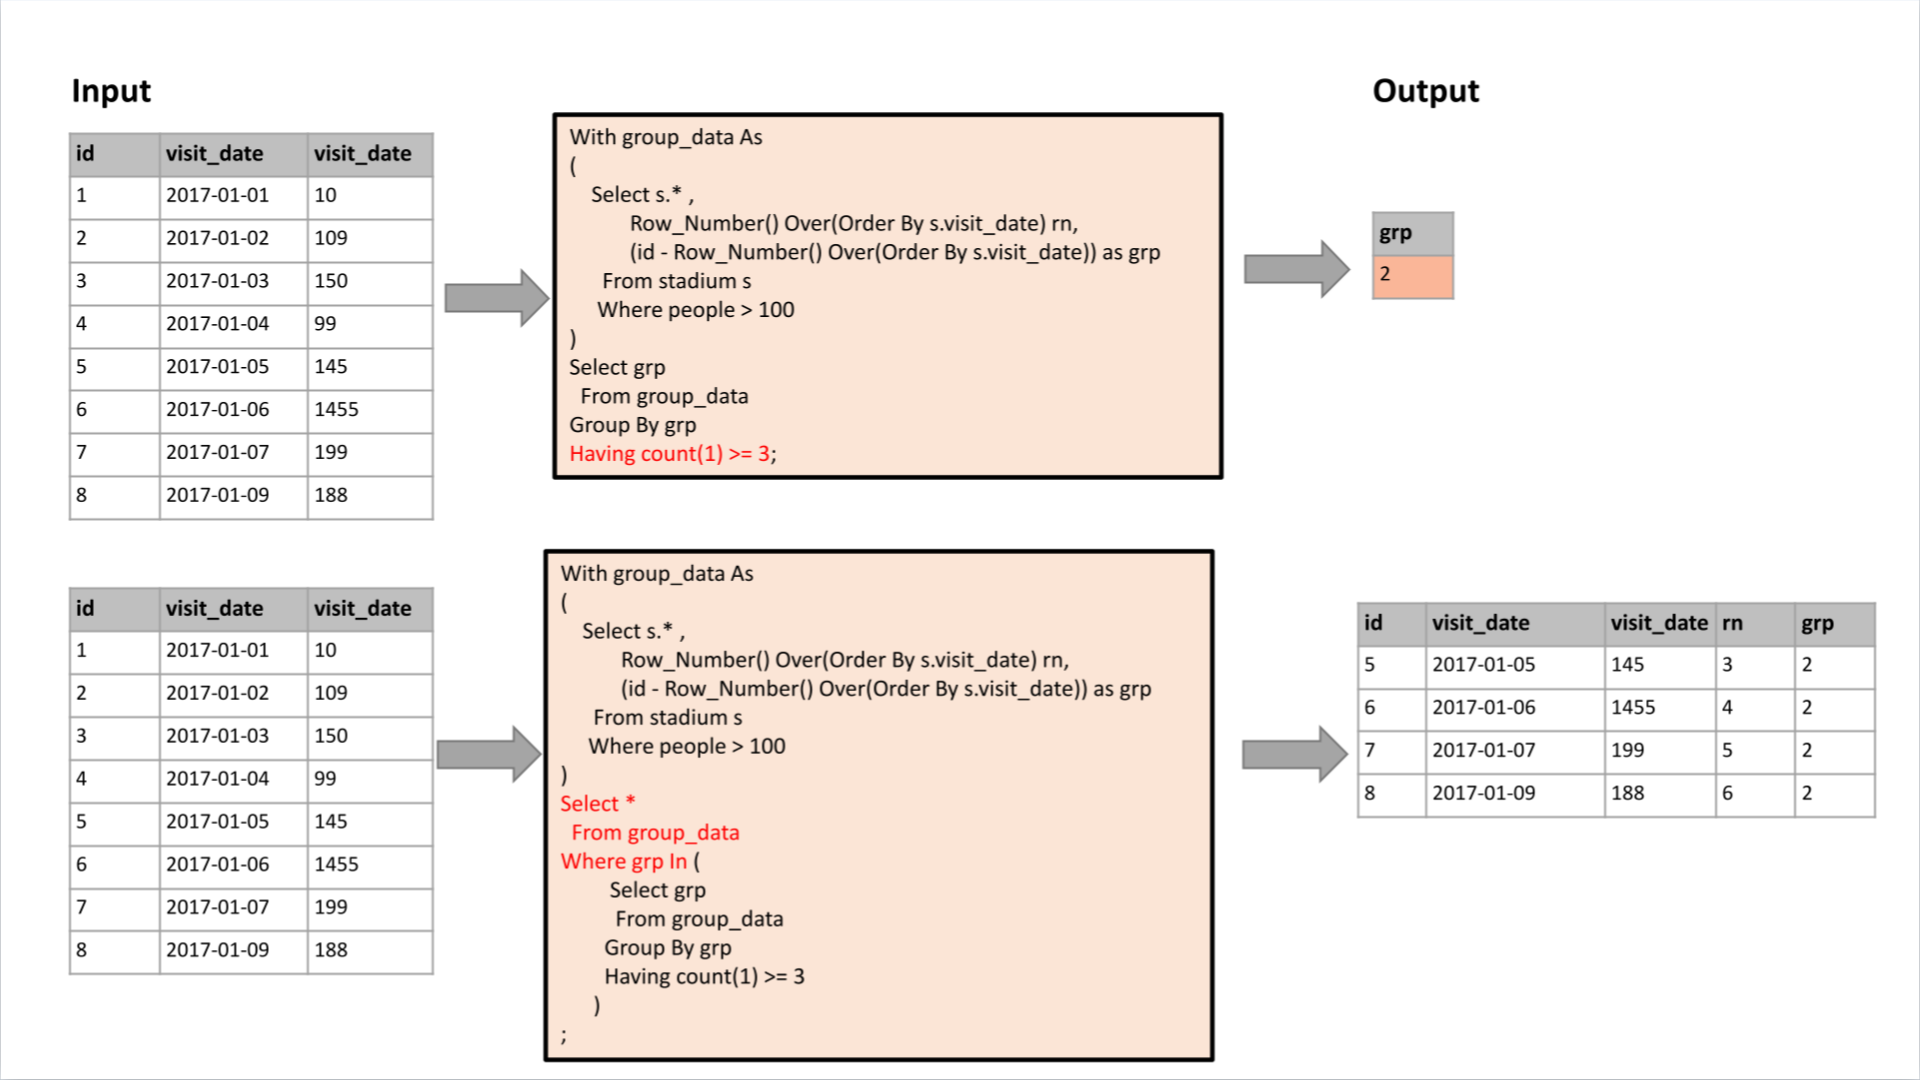 Input
Output
id visit_date visit_date
1 2017-01-01 10
2 2017-01-02 109
3 2017-01-03 150
4 2017-01-04 99
5 2017-01-05 145
6 2017-01-06 1455
7 2017-01-07 199
8 2017-01-09 188
With group_data As
(
Select s.* ,
Row_Number() Over(Order By s.visit_date) rn,
(id - Row_Number() Over(Order By s.visit_date)) as grp
From stadium s
Where people > 100
)
Select grp
From group_data
Group By grp
Having count(1) >= 3;
grp
2
id visit_date visit_date
1 2017-01-01 10
2 2017-01-02 109
3 2017-01-03 150
4 2017-01-04 99
5 2017-01-05 145
6 2017-01-06 1455
7 2017-01-07 199
8 2017-01-09 188
With group_data As
(
Select s.* ,
Row_Number() Over(Order By s.visit_date) rn,
(id - Row_Number() Over(Order By s.visit_date)) as grp
From stadium s
Where people > 100
)
Select *
From group_data
Where grp In (
Select grp
From group_data
Group By grp
Having count(1) >= 3
)
;
id visit_date visit_date rn grp
5 2017-01-05 145 3 2
6 2017-01-06 1455 4 2
7 2017-01-07 199 5 2
8 2017-01-09 188 6 2